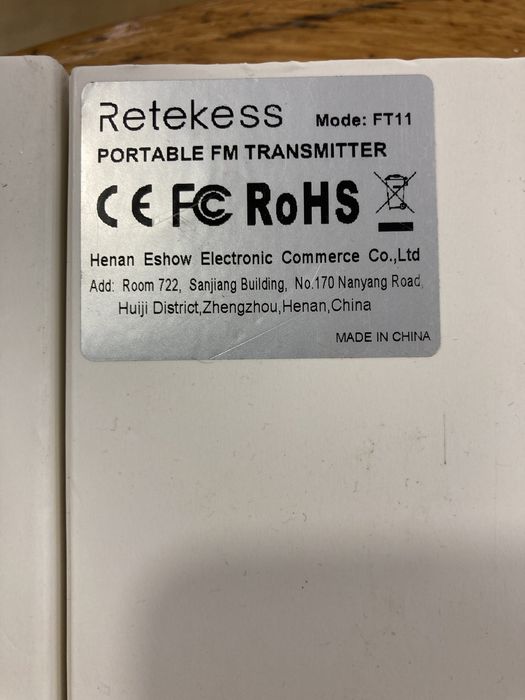 Retekess Mode: FT11
PORTABLE FM TRANSMITTER
CE FC RoHS
Henan Eshow Electronic Commerce Co.,Ltd
Add: Room 722, Sanjiang Building, No.170 Nanyang Road,
Huiji District,Zhengzhou,Henan,China
MADE IN CHINA